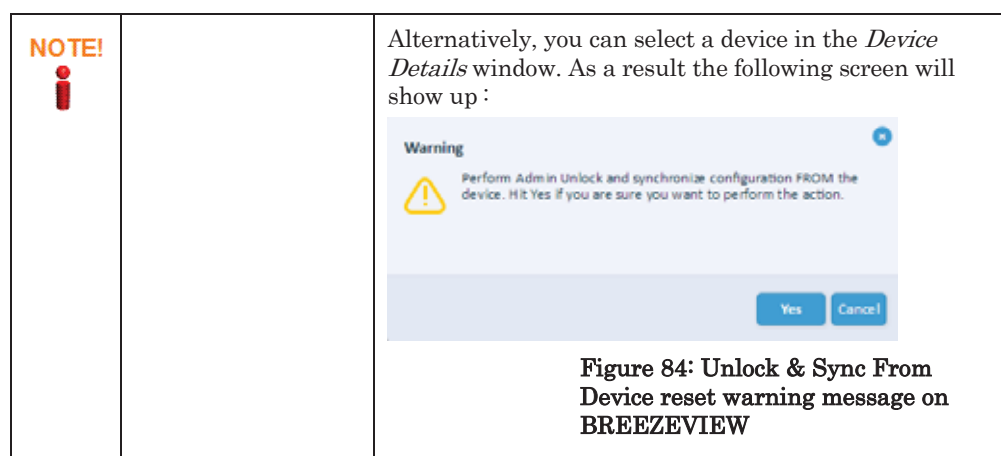 NOTE!
Alternatively, you can select a device in the Device
Details window. As a result the following screen will
show up:
Warning
Perform Admin Unlock and synchronize configuration FROM the
device. Hit Yes if you are sure you want to perform the action.
Yes
Cancel
Figure 84: Unlock & Sync From
Device reset warning message on
BREEZEVIEW